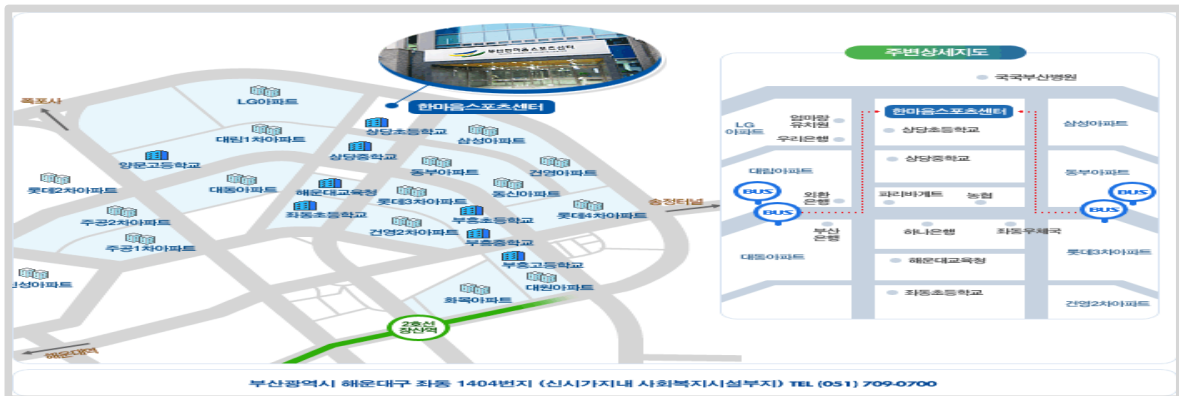 부산한마음스포츠센터
한마음스포츠센터
폭포사
LG아파트
상당초등학교
대림1차아파트
삼성아파트
양운고등학교
상당중학교
동부아파트
건영아파트
롯데2차아파트
대동아파트
해운대교육청
롯데3차아파트
동신아파트
송정터널
주공2차아파트
좌동초등학교
부흥초등학교
롯데4차아파트
건영2차아파트
주공1차아파트
부흥중학교
부흥고등학교
대원아파트
화목아파트
2호선
장산역
해운대역
주변상세지도
국국부산병원
한마음스포츠센터
LG
아파트
엄마랑
유치원
우리은행
상당초등학교
삼성아파트
상당중학교
대림아파트
동부아파트
BUS
BUS
외환
은행
파리바게트
농협
BUS
BUS
부산
은행
하나은행
좌동우체국
대동아파트
해운대교육청
롯데3차아파트
좌동초등학교
건영2차아파트
부산광역시 해운대구 좌동 1404번지 (신시가지내 사회복지시설부지) TEL (051) 709-0700